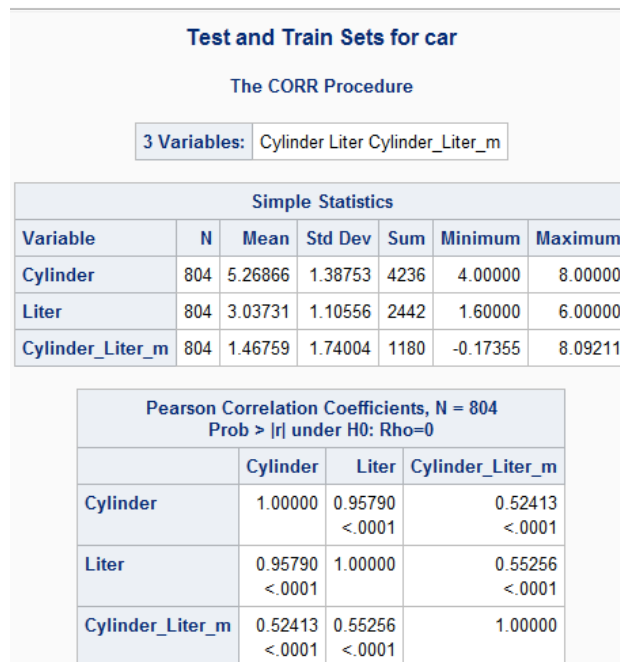 Test and Train Sets for car
The CORR Procedure
3 Variables: Cylinder Liter Cylinder_Liter_m
Simple Statistics
Variable N Mean Std Dev Sum Minimum Maximum
Cylinder 804 5.26866 1.38753 4236 4.00000 8.00000
Liter 804 3.03731 1.10556 2442 1.60000 6.00000
Cylinder_Liter_m 804 1.46759 1.74004 1180 -0.17355 8.09211
Pearson Correlation Coefficients, N = 804
Prob > |r| under H0: Rho=0
Cylinder Liter Cylinder_Liter_m
Cylinder 1.00000 0.95790 0.52413
<.0001 <.0001
Liter 0.95790 1.00000 0.55256
<.0001 <.0001
Cylinder_Liter_m 0.52413 0.55256 1.00000
<.0001 <.0001